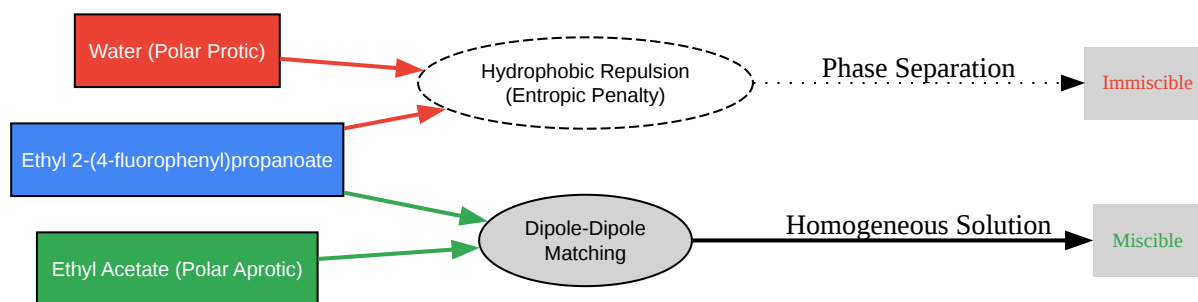 Water (Polar Protic)
Hydrophobic Repulsion
(Entropic Penalty)
Phase Separation
Immiscible
Ethyl 2-(4-fluorophenyl)propanoate
Dipole-Dipole
Matching
Homogeneous Solution
Miscible
Ethyl Acetate (Polar Aprotic)